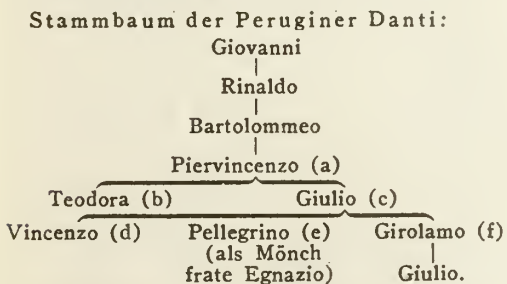 Stammbaum der Peruginer Danti:
Giovanni
Rinaldo
Bartolommeo
Piervincenzo (a)
Teodora (b) Giulio (c)
Vincenzo (d) Pellegrino (e) Girolamo (f)
(als Mönch
frate Egnazio) Giulio.